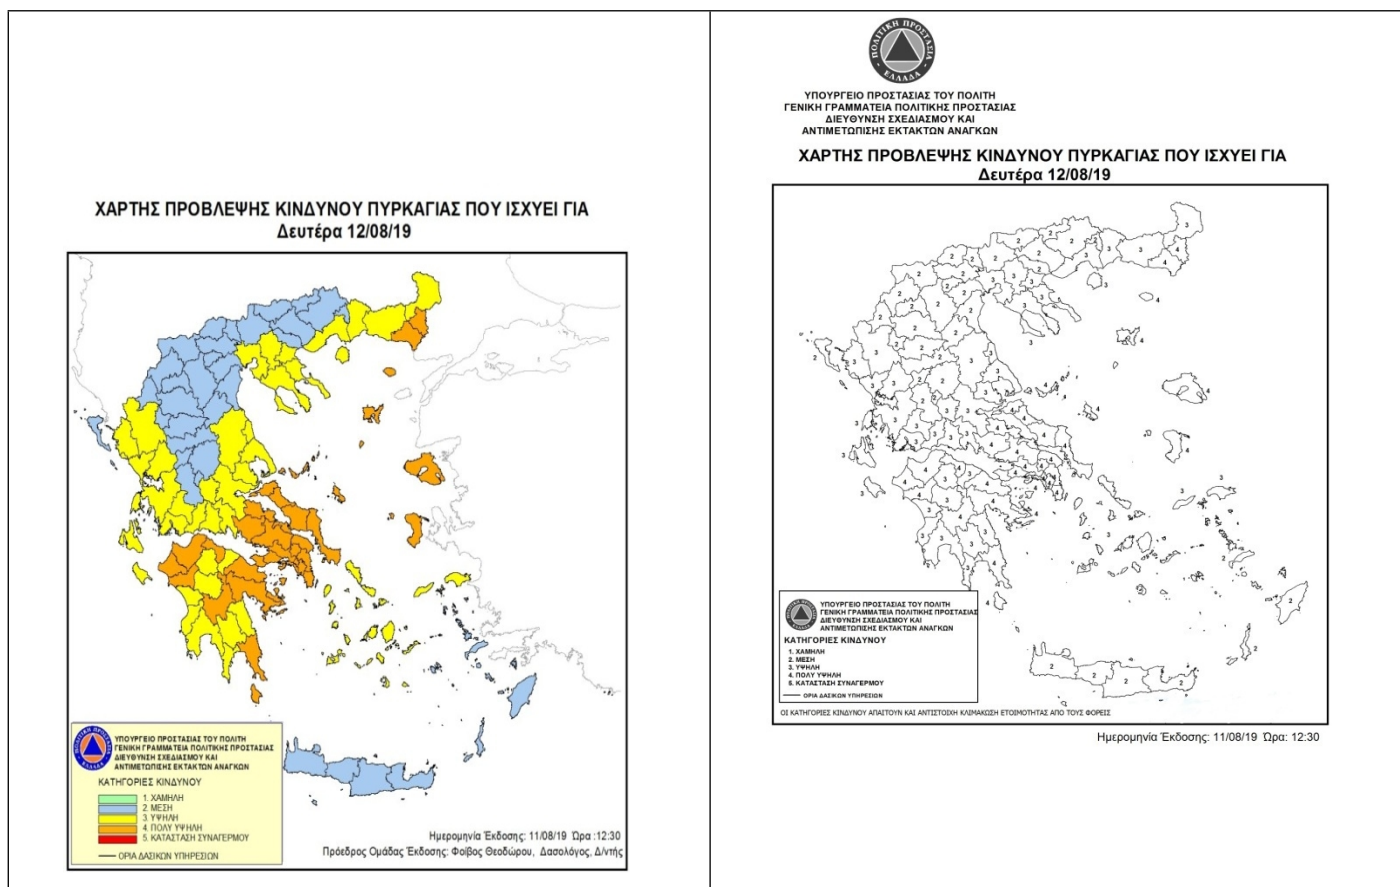 ΧΑΡΤΗΣ ΠΡΟΒΛΕΨΗΣ ΚΙΝΔΥΝΟΥ ΠΥΡΚΑΓΙΑΣ ΠΟΥ ΙΣΧΥΕΙ ΓΙΑ
Δευτέρα 12/08/19
ΠΟΛΙΤΙΚΗ ΠΡΟΣΤΑΣΙΑ
ΕΛΛΑΔΑ
ΥΠΟΥΡΓΕΙΟ ΠΡΟΣΤΑΣΙΑΣ ΤΟΥ ΠΟΛΙΤΗ
ΓΕΝΙΚΗ ΓΡΑΜΜΑΤΕΙΑ ΠΟΛΙΤΙΚΗΣ ΠΡΟΣΤΑΣΙΑΣ
ΔΙΕΥΘΥΝΣΗ ΣΧΕΔΙΑΣΜΟΥ ΚΑΙ
ΑΝΤΙΜΕΤΩΠΙΣΗΣ ΕΚΤΑΚΤΩΝ ΑΝΑΓΚΩΝ
ΚΑΤΗΓΟΡΙΕΣ ΚΙΝΔΥΝΟΥ
1. ΧΑΜΗΛΗ
2. ΜΕΣΗ
3. ΥΨΗΛΗ
4. ΠΟΛΥ ΥΨΗΛΗ
5. ΚΑΤΑΣΤΑΣΗ ΣΥΝΑΓΕΡΜΟΥ
ΟΡΙΑ ΔΑΣΙΚΩΝ ΥΠΗΡΕΣΙΩΝ
Ημερομηνία Έκδοσης: 11/08/19 Ώρα :12:30
Πρόεδρος Ομάδας Έκδοσης: Φοίβος Θεοδώρου, Δασολόγος, Δ/ντής
ΠΟΛΙΤΙΚΗ ΠΡΟΣΤΑΣΙΑ
ΕΛΛΑΔΑ
ΥΠΟΥΡΓΕΙΟ ΠΡΟΣΤΑΣΙΑΣ ΤΟΥ ΠΟΛΙΤΗ
ΓΕΝΙΚΗ ΓΡΑΜΜΑΤΕΙΑ ΠΟΛΙΤΙΚΗΣ ΠΡΟΣΤΑΣΙΑΣ
ΔΙΕΥΘΥΝΣΗ ΣΧΕΔΙΑΣΜΟΥ ΚΑΙ
ΑΝΤΙΜΕΤΩΠΙΣΗΣ ΕΚΤΑΚΤΩΝ ΑΝΑΓΚΩΝ
ΧΑΡΤΗΣ ΠΡΟΒΛΕΨΗΣ ΚΙΝΔΥΝΟΥ ΠΥΡΚΑΓΙΑΣ ΠΟΥ ΙΣΧΥΕΙ ΓΙΑ
Δευτέρα 12/08/19
ΥΠΟΥΡΓΕΙΟ ΠΡΟΣΤΑΣΙΑΣ ΤΟΥ ΠΟΛΙΤΗ
ΓΕΝΙΚΗ ΓΡΑΜΜΑΤΕΙΑ ΠΟΛΙΤΙΚΗΣ ΠΡΟΣΤΑΣΙΑΣ
ΔΙΕΥΘΥΝΣΗ ΣΧΕΔΙΑΣΜΟΥ ΚΑΙ
ΑΝΤΙΜΕΤΩΠΙΣΗΣ ΕΚΤΑΚΤΩΝ ΑΝΑΓΚΩΝ
ΚΑΤΗΓΟΡΙΕΣ ΚΙΝΔΥΝΟΥ
1. ΧΑΜΗΛΗ
2. ΜΕΣΗ
3. ΥΨΗΛΗ
4. ΠΟΛΥ ΥΨΗΛΗ
5. ΚΑΤΑΣΤΑΣΗ ΣΥΝΑΓΕΡΜΟΥ
ΟΡΙΑ ΔΑΣΙΚΩΝ ΥΠΗΡΕΣΙΩΝ
ΟΙ ΚΑΤΗΓΟΡΙΕΣ ΚΙΝΔΥΝΟΥ ΑΠΑΙΤΟΥΝ ΚΑΙ ΑΝΤΙΣΤΟΙΧΗ ΚΛΙΜΑΚΩΣΗ ΕΤΟΙΜΟΤΗΤΑΣ ΑΠΟ ΤΟΥΣ ΦΟΡΕΙΣ
Ημερομηνία Έκδοσης: 11/08/19 Ώρα: 12:30